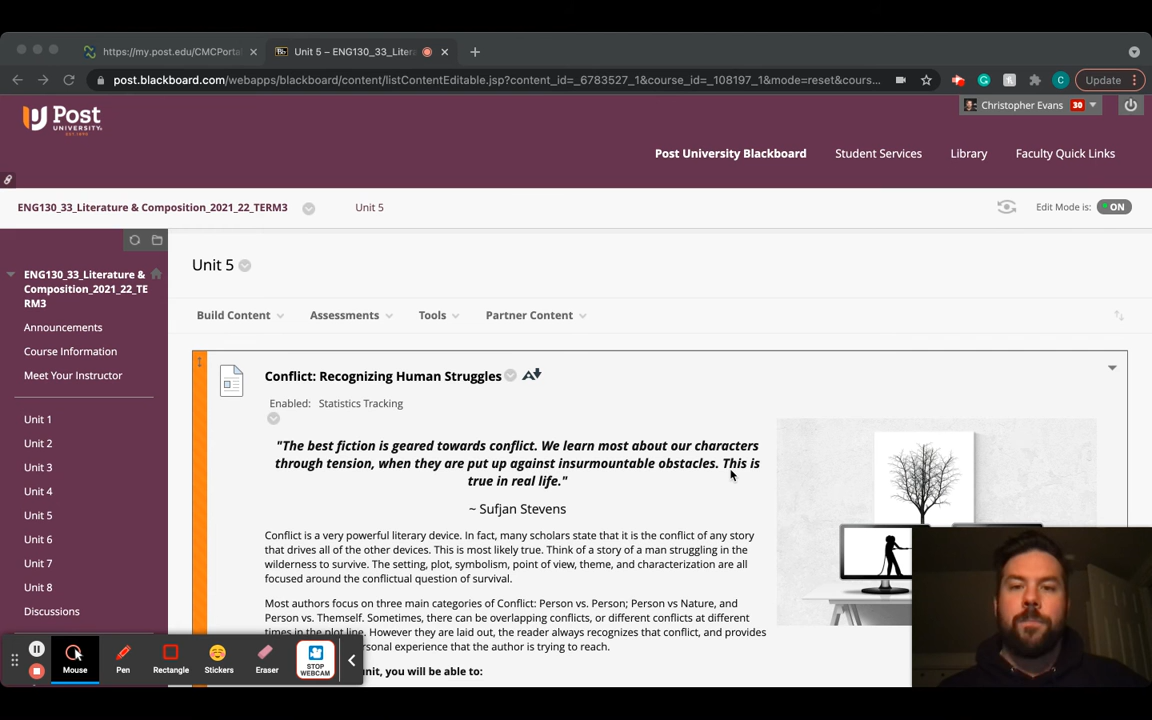 https://my.post.edu/CMCPorta
Unit 5 – ENG130_33_Liter
post.blackboard.com/webapps/blackboard/content/listContentEditable.jsp?content_id=_6783527_1&course_id=_108197_1&mode=reset&cours...
C
Update
Christopher Evans 30
Post
UNIVERSITY
Post University Blackboard
Student Services
Library
Faculty Quick Links
ENG130_33_Literature & Composition_2021_22_TERM3
Unit 5
Edit Mode is:
ON
Unit 5
ENG130_33_Literature &
Composition_2021_22_TE
RM3
Announcements
Course Information
Meet Your Instructor
Unit 1
Unit 2
Unit 3
Unit 4
Unit 5
Unit 6
Unit 7
Unit 8
Discussions
Build Content
Assessments
Tools
Partner Content
Conflict: Recognizing Human Struggles
Enabled: Statistics Tracking
"The best fiction is geared towards conflict. We learn most about our characters
through tension, when they are put up against insurmountable obstacles. This is
true in real life."
~ Sufjan Stevens
Conflict is a very powerful literary device. In fact, many scholars state that it is the conflict of any story
that drives all of the other devices. This is most likely true. Think of a story of a man struggling in the
wilderness to survive. The setting, plot, symbolism, point of view, theme, and characterization are all
focused around the conflictual question of survival.
Most authors focus on three main categories of Conflict: Person vs. Person; Person vs Nature, and
Person vs. Themself. Sometimes, there can be overlapping conflicts, or different conflicts at different
times in the plot line. However they are laid out, the reader always recognizes that conflict, and provides
personal experience that the author is trying to reach.
unit, you will be able to:
Mouse
Pen
Rectangle
Stickers
Eraser
STOP
WEBCAM